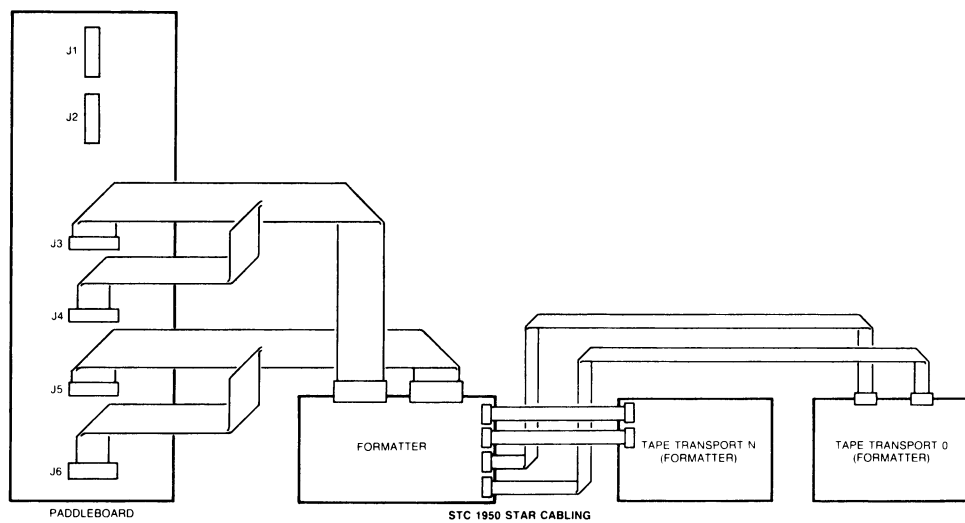 J1
J2
J3
J4
J5
J6
PADDLEBOARD
FORMATTER
TAPE TRANSPORT N
(FORMATTER)
TAPE TRANSPORT 0
(FORMATTER)
STC 1950 STAR CABLING